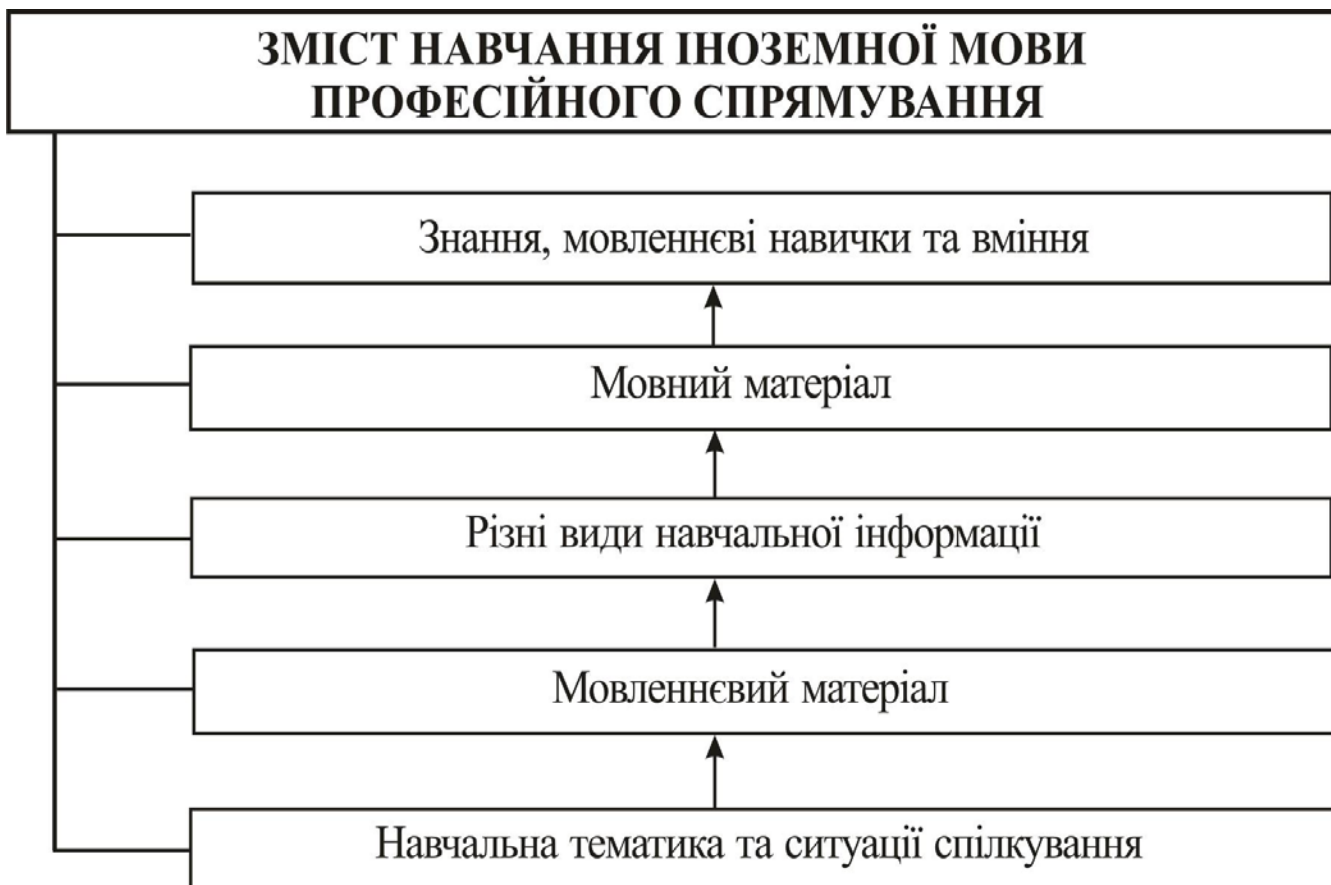 ЗМІСТ НАВЧАННЯ ІНОЗЕМНОЇ МОВИ
ПРОФЕСІЙНОГО СПРЯМУВАННЯ
Знання, мовленнєві навички та вміння
Мовний матеріал
Різні види навчальної інформації
Мовленнєвий матеріал
Навчальна тематика та ситуації спілкування